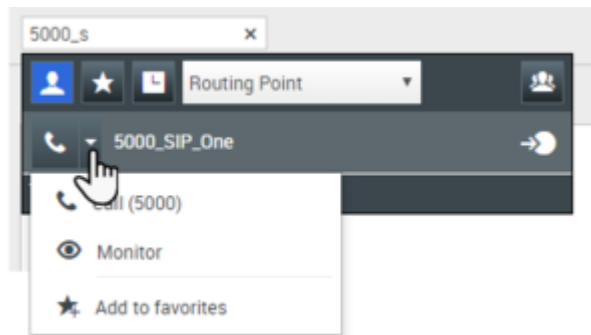 5000_s
Routing Point
5000_SIP_One
Call (5000)
Monitor
Add to favorites